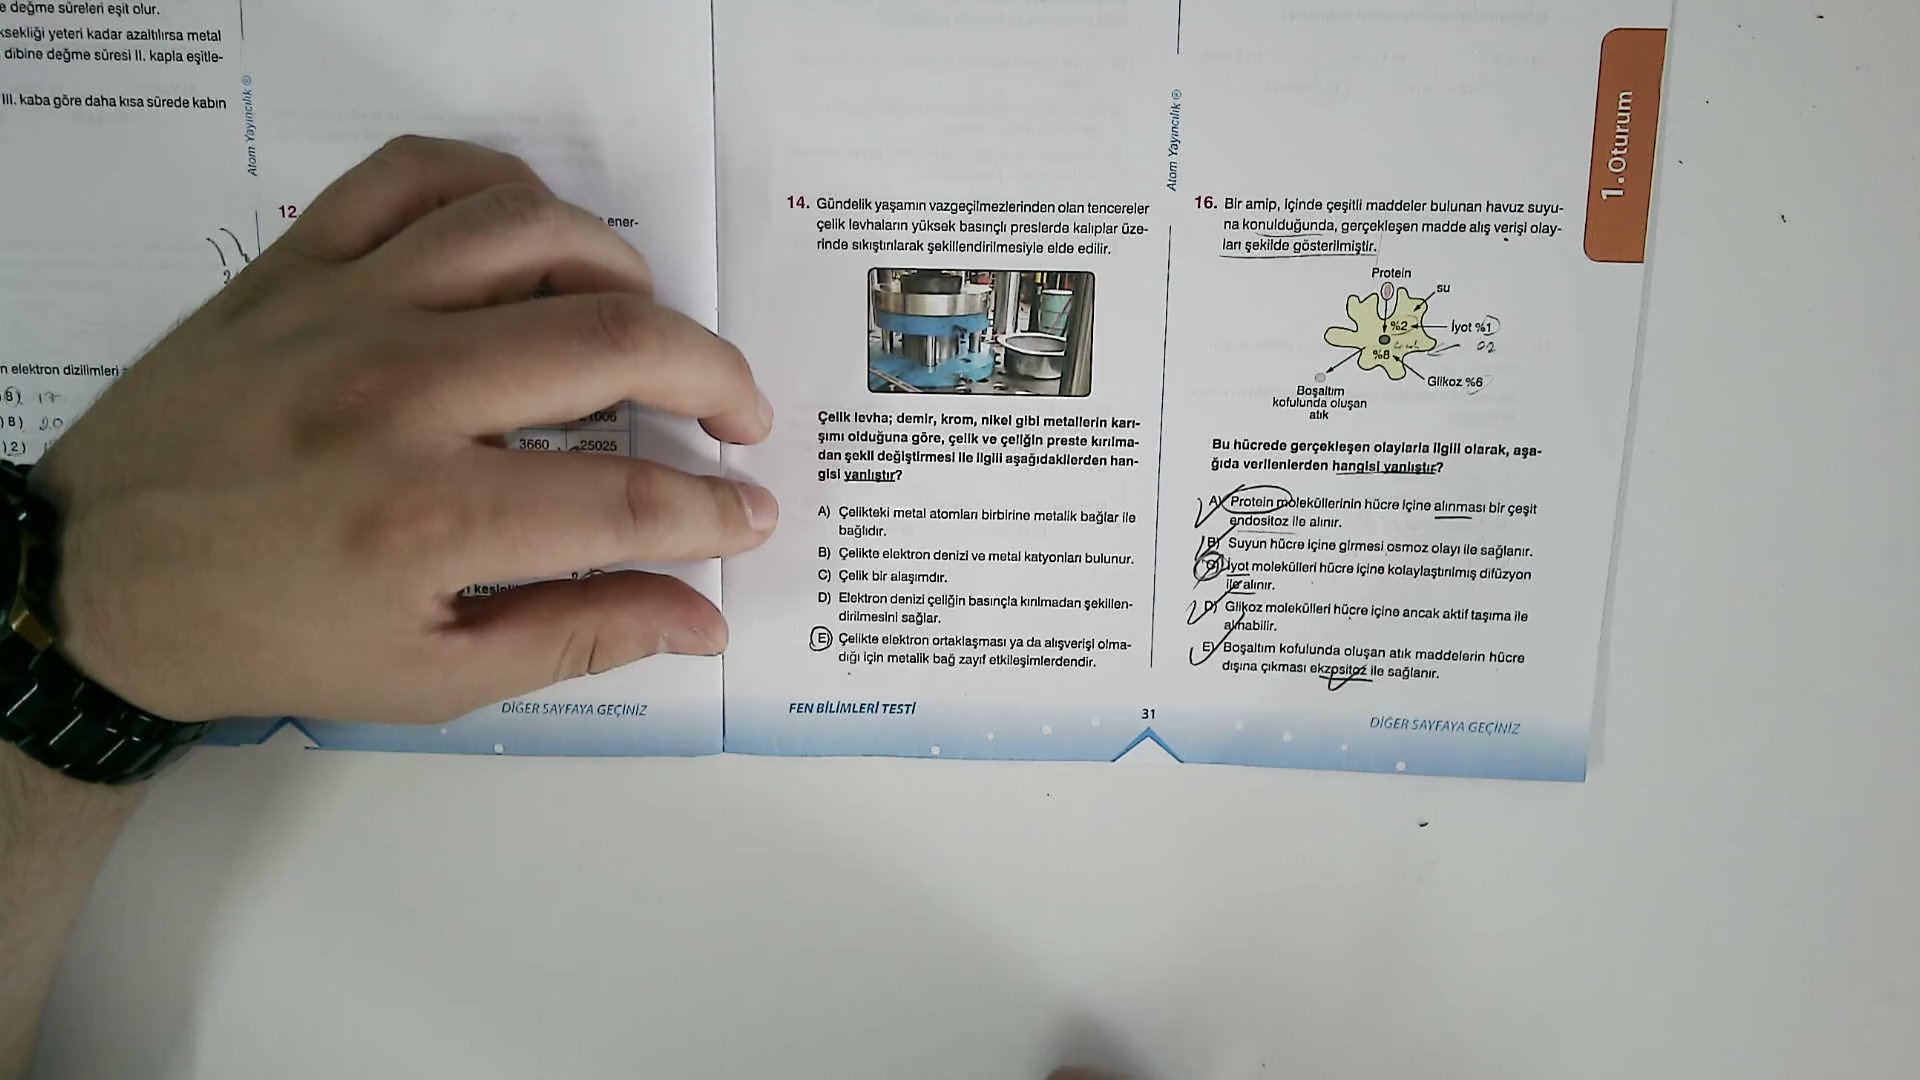 e değme süreleri eşit olur.
ksekliği yeteri kadar azaltılırsa metal
dibine değme süresi II. kapla eşitle-
III. kaba göre daha kısa sürede kabın
Atom Yayıncılık ®
12.
ener-
n elektron dizilimleri
8) 17
) 8) 20
) 2)
1006
3660
25025
DİĞER SAYFAYA GEÇİNİZ
14. Gündelik yaşamın vazgeçilmezlerinden olan tencereler
çelik levhaların yüksek basınçlı preslerde kalıplar üze-
rinde sıkıştırılarak şekillendirilmesiyle elde edilir.
Çelik levha; demir, krom, nikel gibi metallerin karı-
şımı olduğuna göre, çelik ve çeliğin preste kırılma-
dan şekil değiştirmesi ile ilgili aşağıdakilerden han-
gisi yanlıştır?
A) Çelikteki metal atomları birbirine metalik bağlar ile
bağlıdır.
B) Çelikte elektron denizi ve metal katyonları bulunur.
C) Çelik bir alaşımdır.
D) Elektron denizi çeliğin basınçla kırılmadan şekillen-
dirilmesini sağlar.
E) Çelikte elektron ortaklaşması ya da alışverişi olma-
dığı için metalik bağ zayıf etkileşimlerdendir.
FEN BİLİMLERİ TESTİ
31
Atom Yayıncılık ®
1.Oturum
16. Bir amip, içinde çeşitli maddeler bulunan havuz suyu-
na konulduğunda, gerçekleşen madde alış verişi olay-
ları şekilde gösterilmiştir.
Protein
su
%2
İyot %1
0.2
%8
Glikoz %6
Boşaltım
kofulunda oluşan
atık
Bu hücrede gerçekleşen olaylarla ilgili olarak, aşa-
ğıda verilenlerden hangisi yanlıştır?
A) Protein moleküllerinin hücre içine alınması bir çeşit
endositoz ile alınır.
B) Suyun hücre içine girmesi osmoz olayı ile sağlanır.
C) İyot molekülleri hücre içine kolaylaştırılmış difüzyon
ile alınır.
D) Glikoz molekülleri hücre içine ancak aktif taşıma ile
alınabilir.
E) Boşaltım kofulunda oluşan atık maddelerin hücre
dışına çıkması ekzositoz ile sağlanır.
DİĞER SAYFAYA GEÇİNİZ